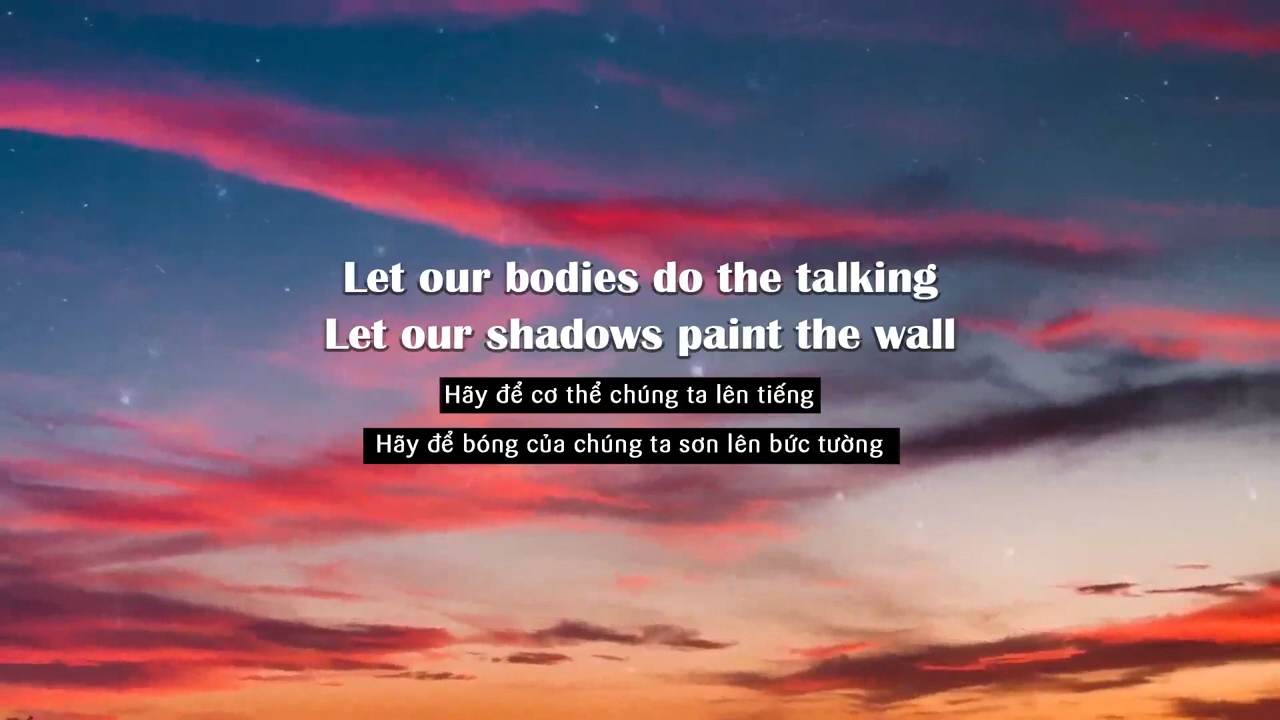 Let our bodies do the talking
Let our shadows paint the wall
Hãy để cơ thể chúng ta lên tiếng
Hãy để bóng của chúng ta sơn lên bức tường